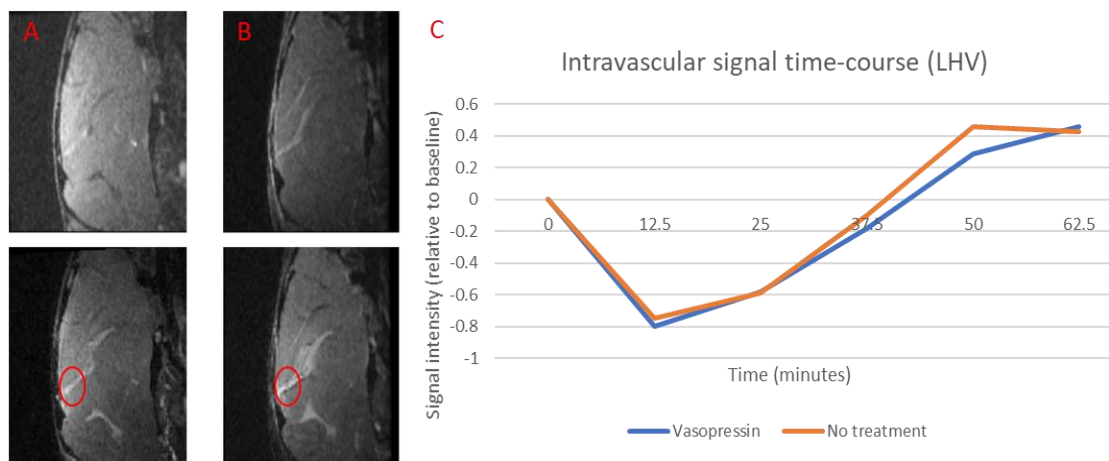 A
B
C
Intravascular signal time-course (LHV)
Signal intensity (relative to baseline)
0.6
0.4
0.2
0
-0.2
-0.4
-0.6
-0.8
-1
0 12.5 25 37.5 50 62.5
Time (minutes)
Vasopressin No treatment